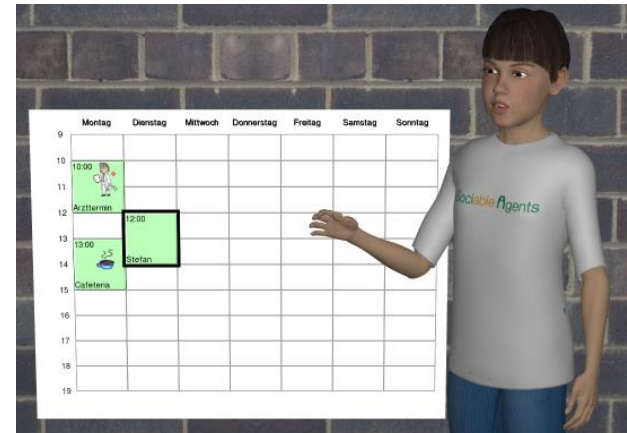 Montag Dienstag Mittwoch Donnerstag Freitag Samstag Sonntag
9
10
10:00
11
Arzttermin
12
12:00
13
13:00
Stefan
14
Cafeteria
15
16
17
18
19
Sociable Agents